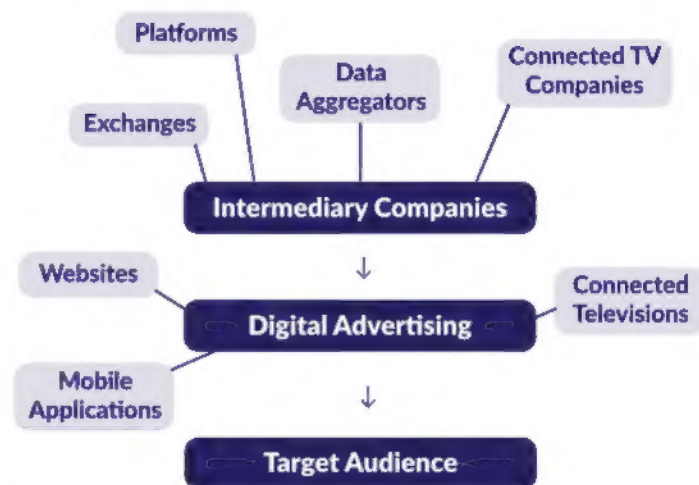 Platforms
Data
Aggregators
Connected TV
Companies
Exchanges
Intermediary Companies
↓
Websites
Digital Advertising
Connected
Televisions
Mobile
Applications
↓
Target Audience